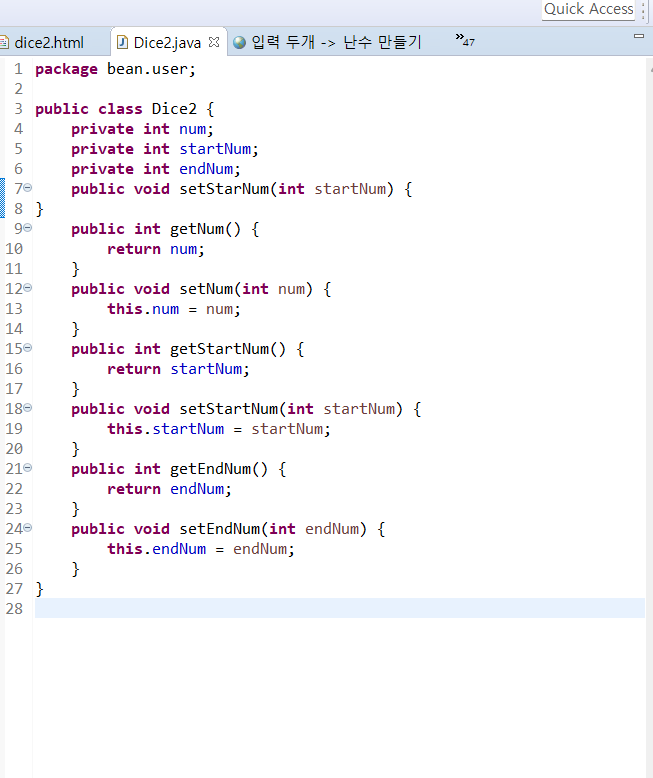 Quick Access
dice2.html Dice2.java 입력 두개 -> 난수 만들기 »47
1 package bean.user;
2
3 public class Dice2 {
4     private int num;
5     private int startNum;
6     private int endNum;
7     public void setStarNum(int startNum) {
8 }
9     public int getNum() {
10         return num;
11     }
12     public void setNum(int num) {
13         this.num = num;
14     }
15     public int getStartNum() {
16         return startNum;
17     }
18     public void setStartNum(int startNum) {
19         this.startNum = startNum;
20     }
21     public int getEndNum() {
22         return endNum;
23     }
24     public void setEndNum(int endNum) {
25         this.endNum = endNum;
26     }
27 }
28